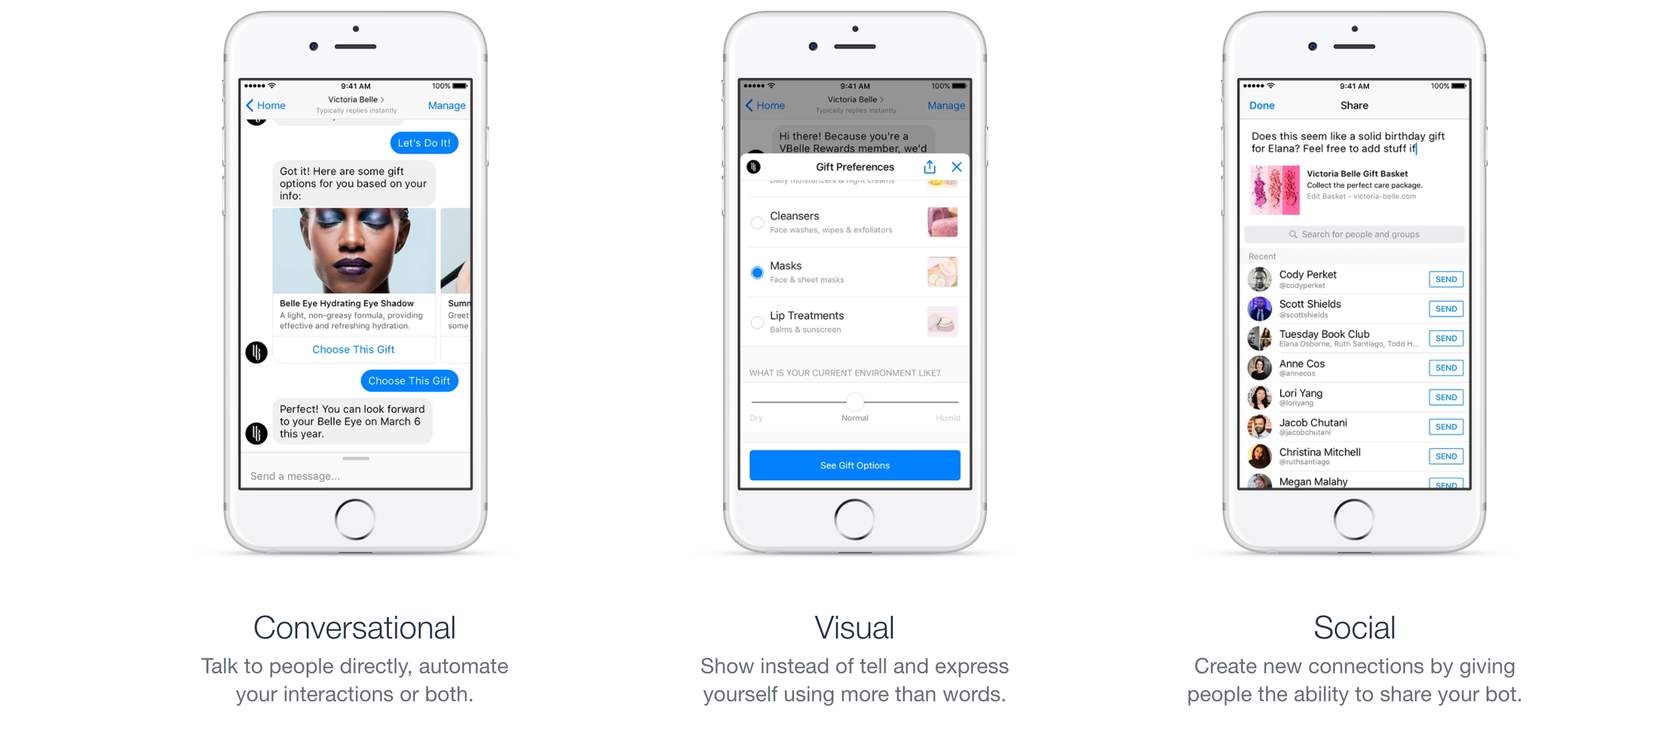 9:41 AM 100%
Home Victoria Belle > Manage
Typically replies instantly
Let's Do It!
Got it! Here are some gift
options for you based on your
info:
Belle Eye Hydrating Eye Shadow
A light, non-greasy formula, providing
effective and refreshing hydration.
Choose This Gift
Summ
Greet
some
Choose This Gift
Perfect! You can look forward
to your Belle Eye on March 6
this year.
Send a message...
Conversational
Talk to people directly, automate
your interactions or both.
9:41 AM 100%
Home Victoria Belle > Manage
Typically replies instantly
Hi there! Because you're a
VBelle Rewards member, we'd
Gift Preferences
Daily moisturizers & night creams
Cleansers
Face washes, wipes & exfoliators
Masks
Face & sheet masks
Lip Treatments
Balms & sunscreen
WHAT IS YOUR CURRENT ENVIRONMENT LIKE?
Dry Normal Humid
See Gift Options
Visual
Show instead of tell and express
yourself using more than words.
9:41 AM 100%
Done Share
Does this seem like a solid birthday gift
for Elana? Feel free to add stuff if
Victoria Belle Gift Basket
Collect the perfect care package.
Edit Basket - victoria-belle.com
Search for people and groups
Recent
Cody Perket
@codyperket
SEND
Scott Shields
@scottshields
SEND
Tuesday Book Club
Elana Osborne, Ruth Santiago, Todd H...
SEND
Anne Cos
@annecos
SEND
Lori Yang
@loriyang
SEND
Jacob Chutani
@jacobchutani
SEND
Christina Mitchell
@ruthsantiago
SEND
Megan Malahy
SEND
Social
Create new connections by giving
people the ability to share your bot.